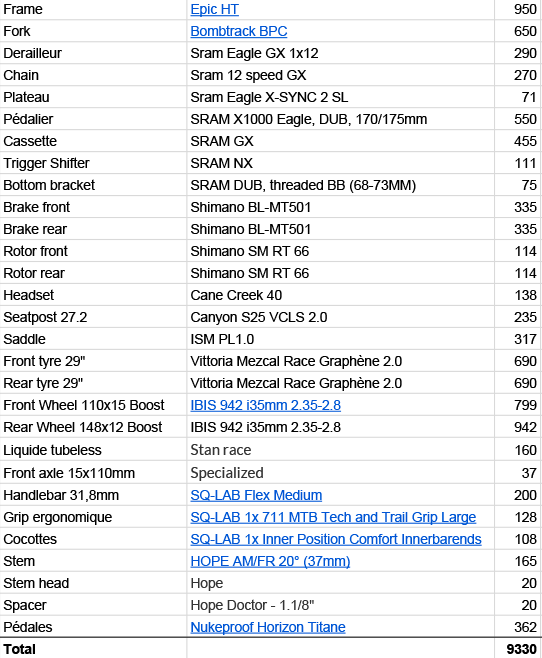 Frame Epic HT 950
Fork Bombtrack BPC 650
Derailleur Sram Eagle GX 1x12 290
Chain Sram 12 speed GX 270
Plateau Sram Eagle X-SYNC 2 SL 71
Pédalier SRAM X1000 Eagle, DUB, 170/175mm 550
Cassette SRAM GX 455
Trigger Shifter SRAM NX 111
Bottom bracket SRAM DUB, threaded BB (68-73MM) 75
Brake front Shimano BL-MT501 335
Brake rear Shimano BL-MT501 335
Rotor front Shimano SM RT 66 114
Rotor rear Shimano SM RT 66 114
Headset Cane Creek 40 138
Seatpost 27.2 Canyon S25 VCLS 2.0 235
Saddle ISM PL1.0 317
Front tyre 29" Vittoria Mezcal Race Graphène 2.0 690
Rear tyre 29" Vittoria Mezcal Race Graphène 2.0 690
Front Wheel 110x15 Boost IBIS 942 i35mm 2.35-2.8 799
Rear Wheel 148x12 Boost IBIS 942 i35mm 2.35-2.8 942
Liquide tubeless Stan race 160
Front axle 15x110mm Specialized 37
Handlebar 31,8mm SQ-LAB Flex Medium 200
Grip ergonomique SQ-LAB 1x 711 MTB Tech and Trail Grip Large 128
Cocottes SQ-LAB 1x Inner Position Comfort Innerbarends 108
Stem HOPE AM/FR 20° (37mm) 165
Stem head Hope 20
Spacer Hope Doctor - 1.1/8" 20
Pédales Nukeproof Horizon Titane 362
Total 9330